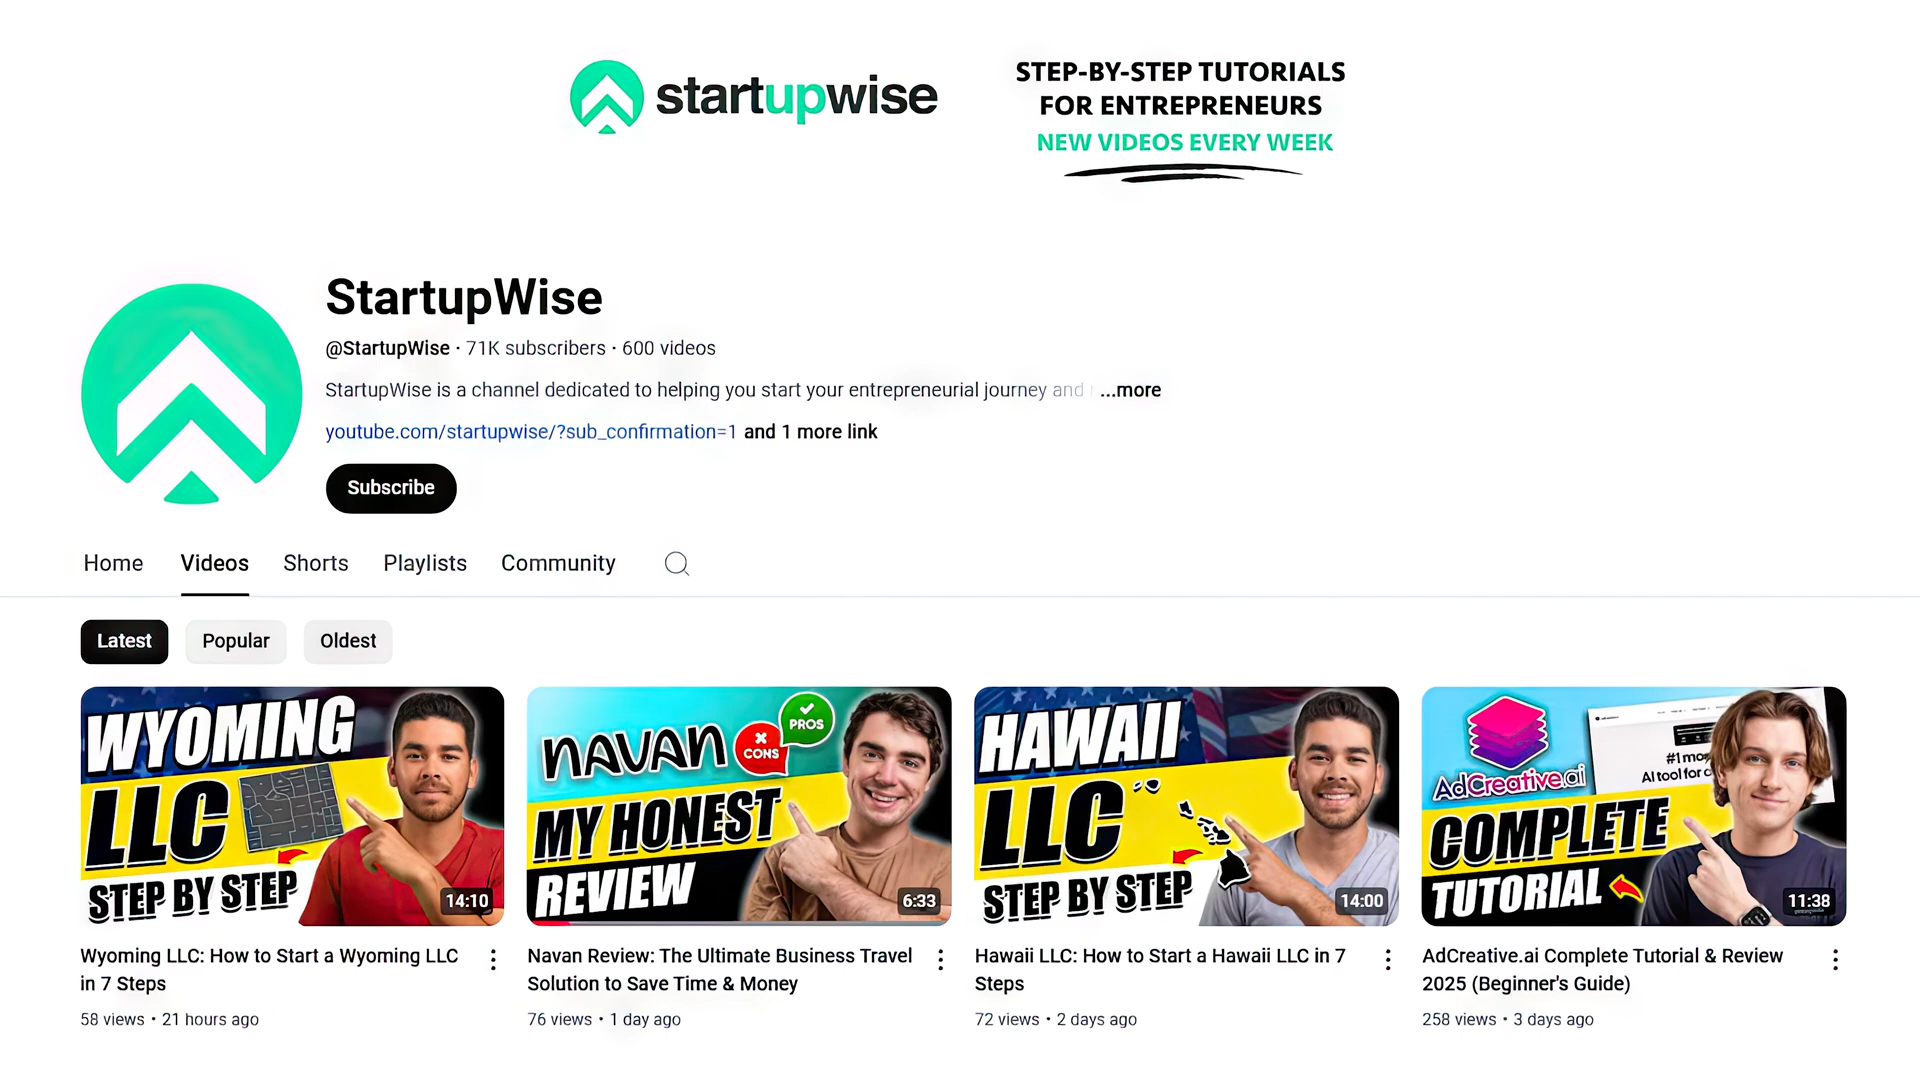 startupwise
STEP-BY-STEP TUTORIALS
FOR ENTREPRENEURS
NEW VIDEOS EVERY WEEK
StartupWise
@StartupWise · 71K subscribers · 600 videos
StartupWise is a channel dedicated to helping you start your entrepreneurial journey and ...more
youtube.com/startupwise/?sub_confirmation=1 and 1 more link
Subscribe
Home Videos Shorts Playlists Community
Latest Popular Oldest
WYOMING
LLC
STEP BY STEP
14:10
NAVAN
CONS
PROS
MY HONEST
REVIEW
6:33
HAWAII
LLC
STEP BY STEP
14:00
AdCreative.ai
#1 mo
AI tool for c
COMPLETE
TUTORIAL
11:38
Wyoming LLC: How to Start a Wyoming LLC
in 7 Steps
58 views • 21 hours ago
Navan Review: The Ultimate Business Travel
Solution to Save Time & Money
76 views • 1 day ago
Hawaii LLC: How to Start a Hawaii LLC in 7
Steps
72 views • 2 days ago
AdCreative.ai Complete Tutorial & Review
2025 (Beginner's Guide)
258 views • 3 days ago